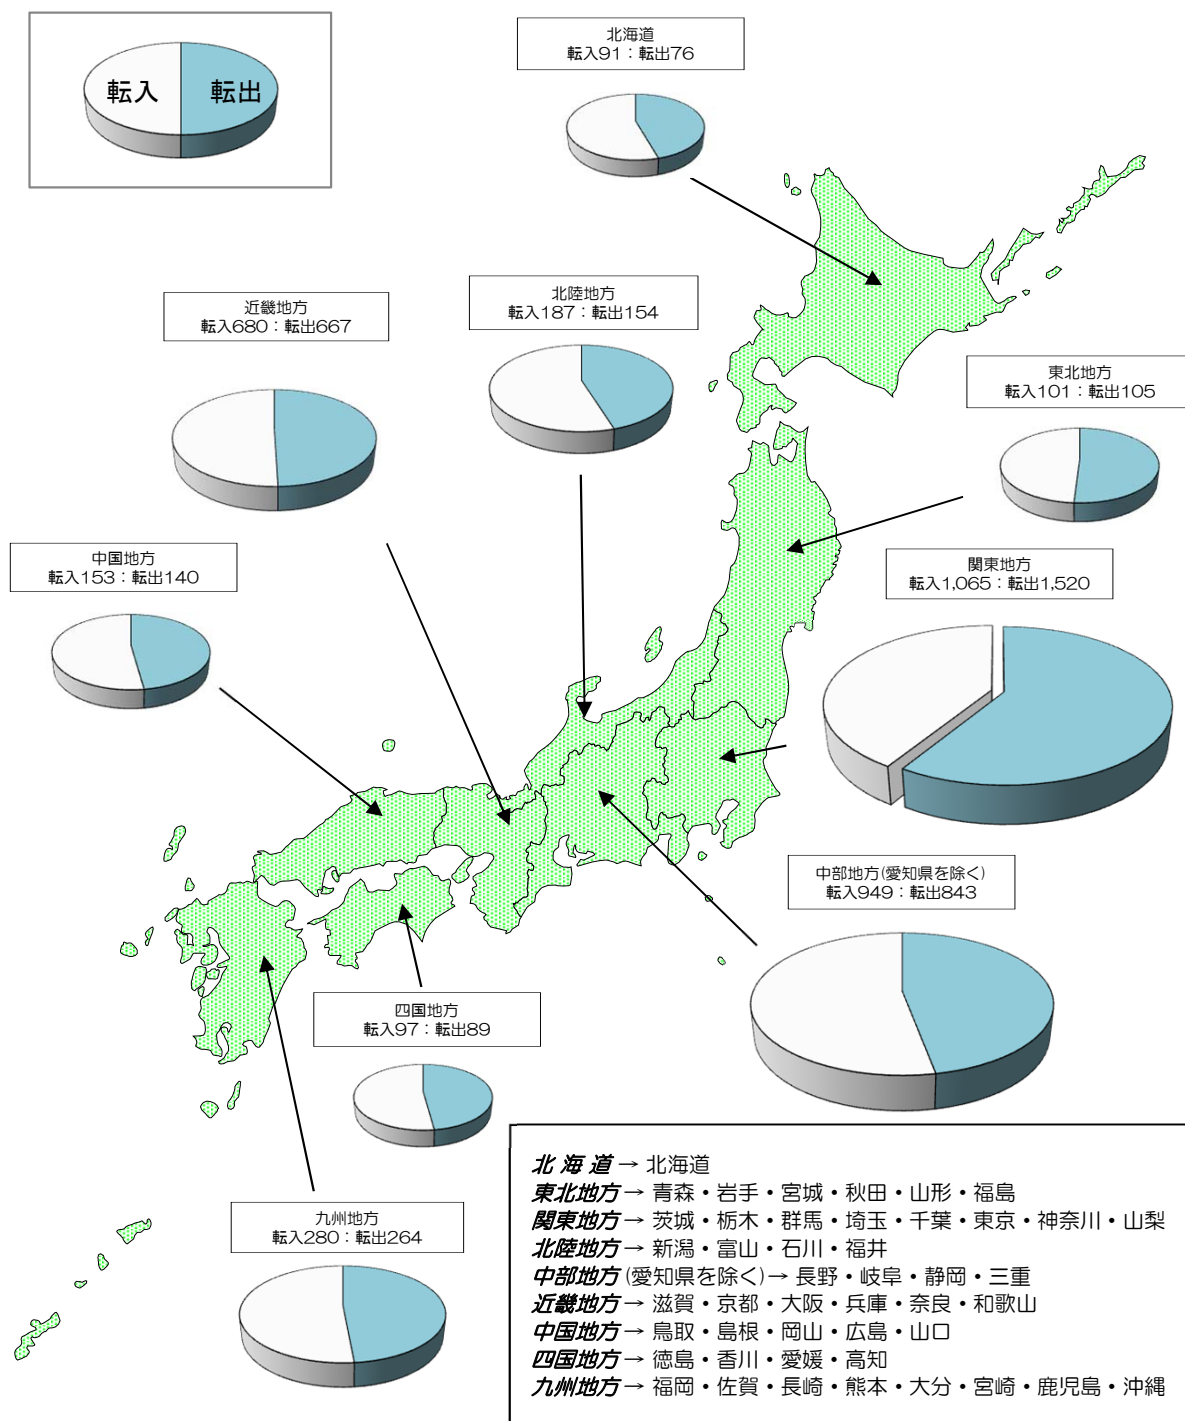 転入 転出
北海道
転入91：転出76
近畿地方
転入680：転出667
北陸地方
転入187：転出154
東北地方
転入101：転出105
中国地方
転入153：転出140
関東地方
転入1,065：転出1,520
中部地方(愛知県を除く)
転入949：転出843
四国地方
転入97：転出89
九州地方
転入280：転出264
北 海 道 → 北海道
東北地方 → 青森・岩手・宮城・秋田・山形・福島
関東地方 → 茨城・栃木・群馬・埼玉・千葉・東京・神奈川・山梨
北陸地方 → 新潟・富山・石川・福井
中部地方 (愛知県を除く)→ 長野・岐阜・静岡・三重
近畿地方 → 滋賀・京都・大阪・兵庫・奈良・和歌山
中国地方 → 鳥取・島根・岡山・広島・山口
四国地方 → 徳島・香川・愛媛・高知
九州地方 → 福岡・佐賀・長崎・熊本・大分・宮崎・鹿児島・沖縄